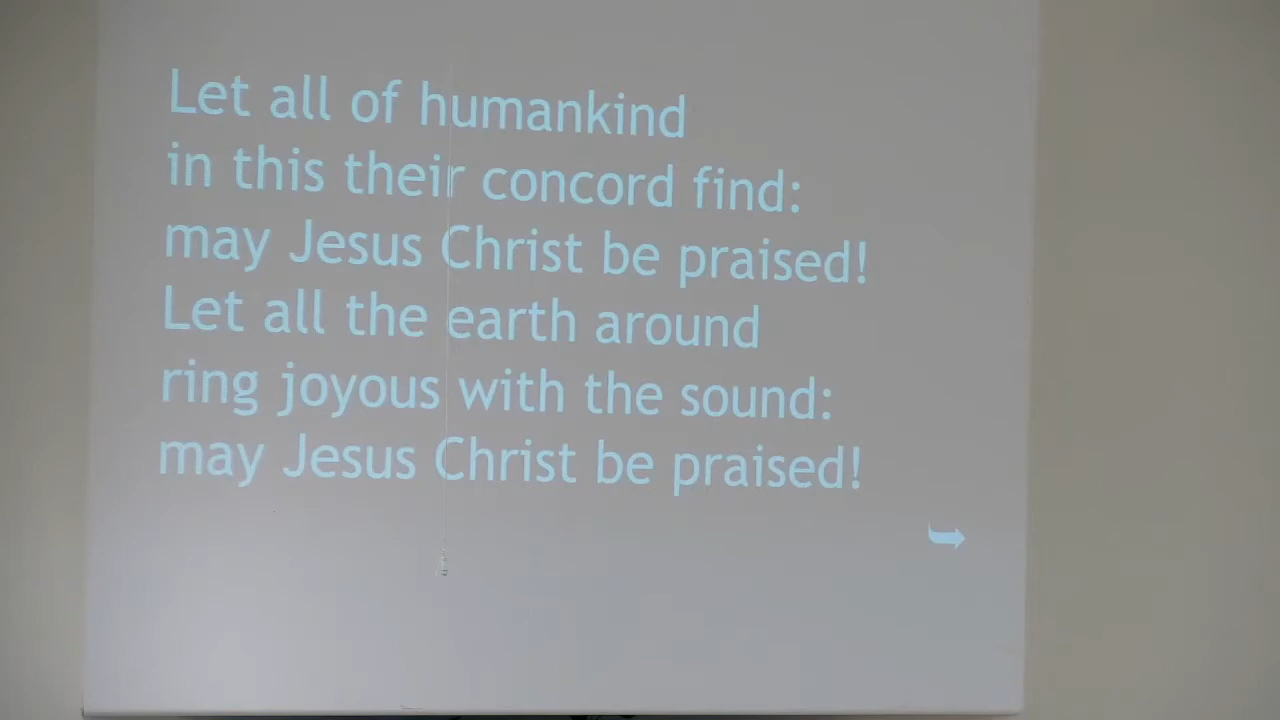 Let all of humankind
in this their concord find:
may Jesus Christ be praised!
Let all the earth around
ring joyous with the sound:
may Jesus Christ be praised!